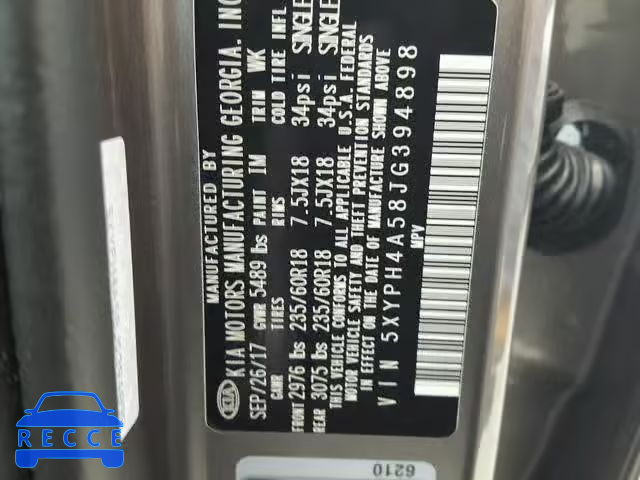 MANUFACTURED BY
KIA MOTORS MANUFACTURING GEORGIA, INC
SEP/26/17 GVWR 5489 lbs PAINT IM TRIM WK
GAWR TIRES RIMS COLD TIRE INFL
FRONT 2976 lbs 235/60R18 7.5JX18 34psi SINGLE
REAR 3075 lbs 235/60R18 7.5JX18 34psi SINGLE
THIS VEHICLE CONFORMS TO ALL APPLICABLE U.S.A. FEDERAL
MOTOR VEHICLE SAFETY AND THEFT PREVENTION STANDARDS
IN EFFECT ON THE DATE OF MANUFACTURE SHOWN ABOVE
VIN 5XYPH4A58JG394898
MPV
KIA
6210
RECCE